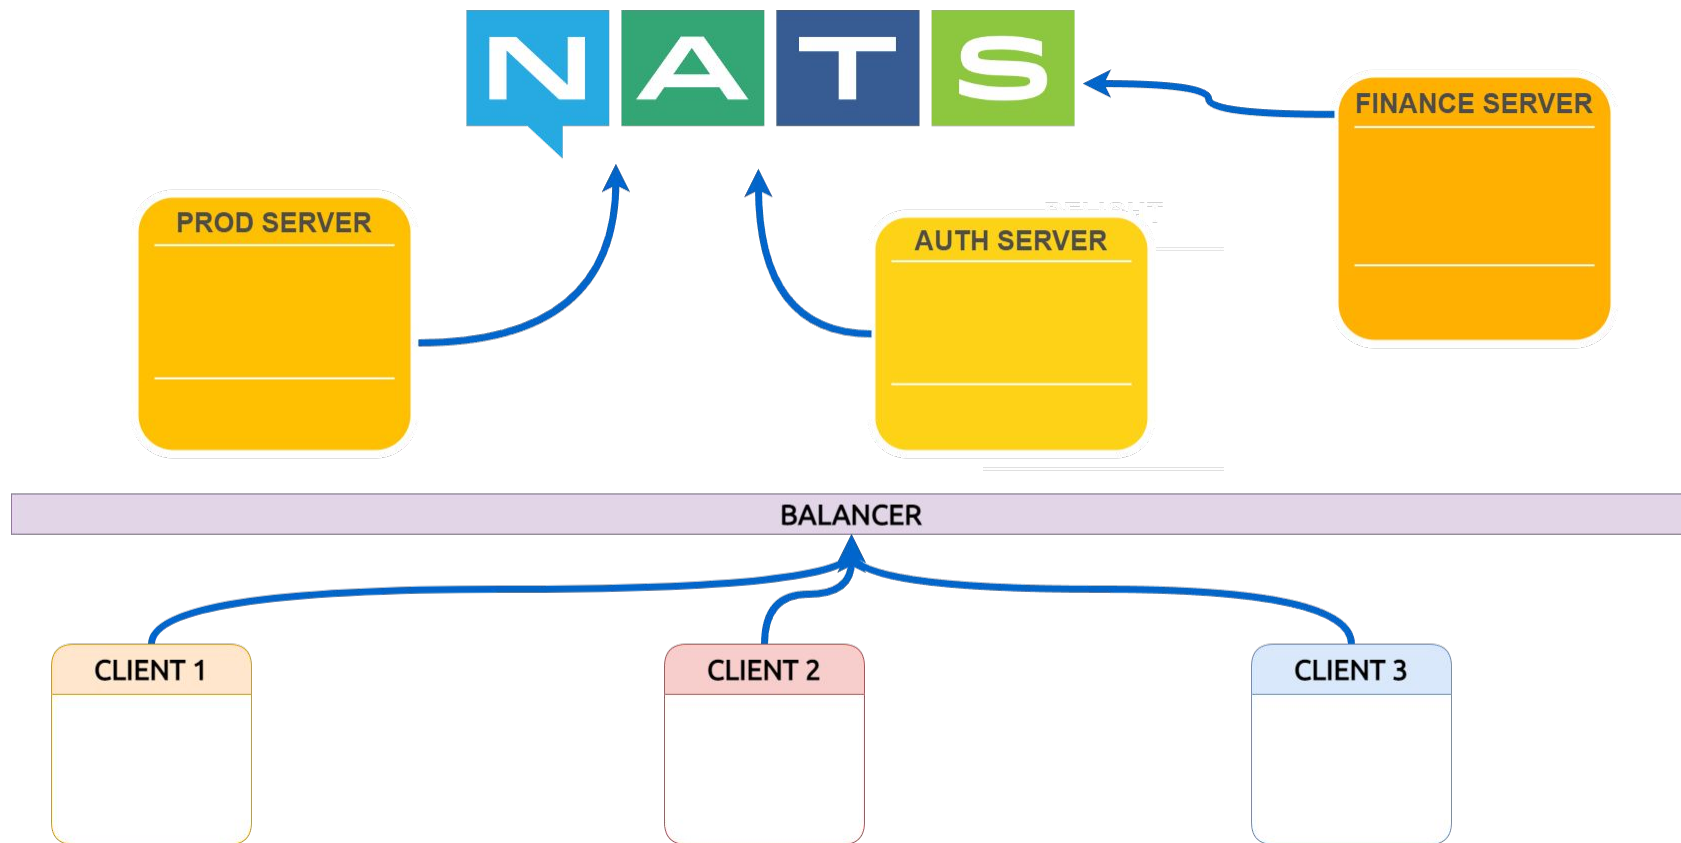 NATS
FINANCE SERVER
PROD SERVER
AUTH SERVER
BALANCER
CLIENT 1
CLIENT 2
CLIENT 3